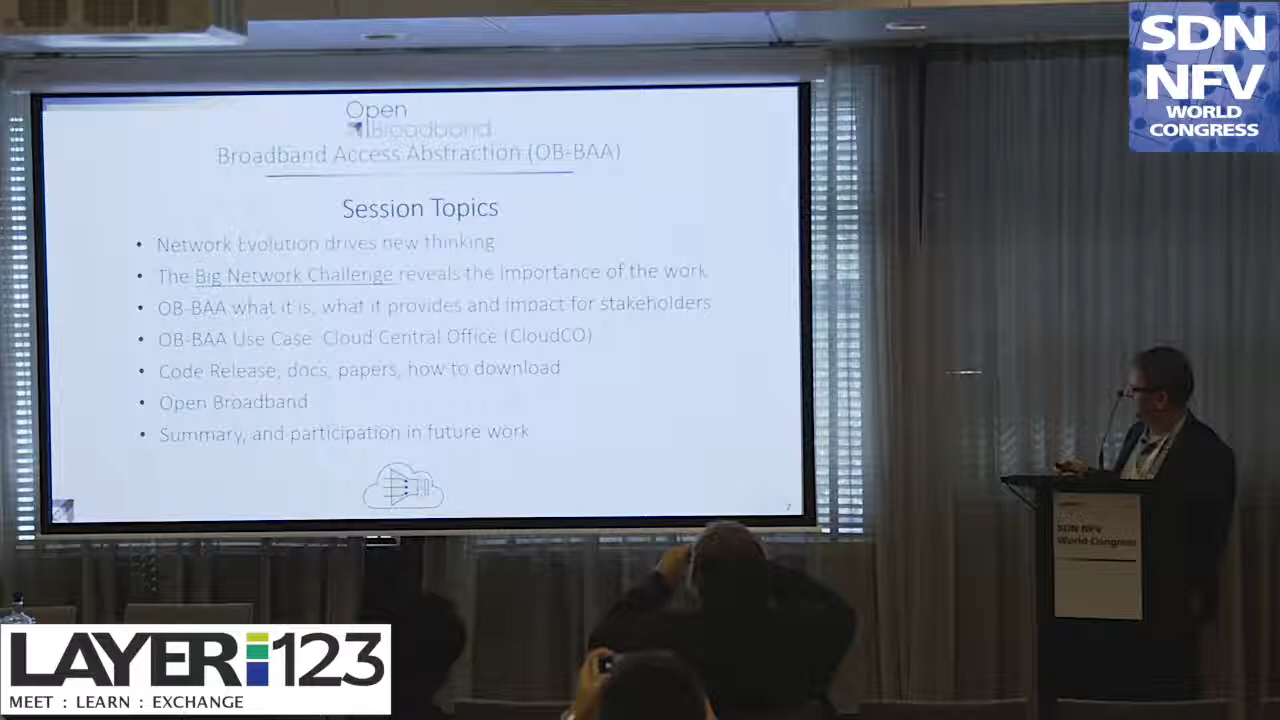 SDN
NFV
WORLD
CONGRESS
Open
Broadband
Broadband Access Abstraction (OB-BAA)
Session Topics
• Network Evolution drives new thinking
• The Big Network Challenge reveals the importance of the work
• OB-BAA what it is, what it provides and impact for stakeholders
• OB-BAA Use Case Cloud Central Office (CloudCO)
• Code Release, docs, papers, how to download
• Open Broadband
• Summary, and participation in future work
SDN NFV
World Congress
LAYER 123
MEET : LEARN : EXCHANGE